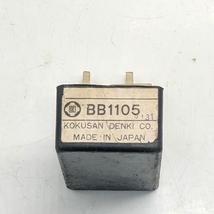 BB1105
KOKUSAN DENKI CO.
MADE IN JAPAN